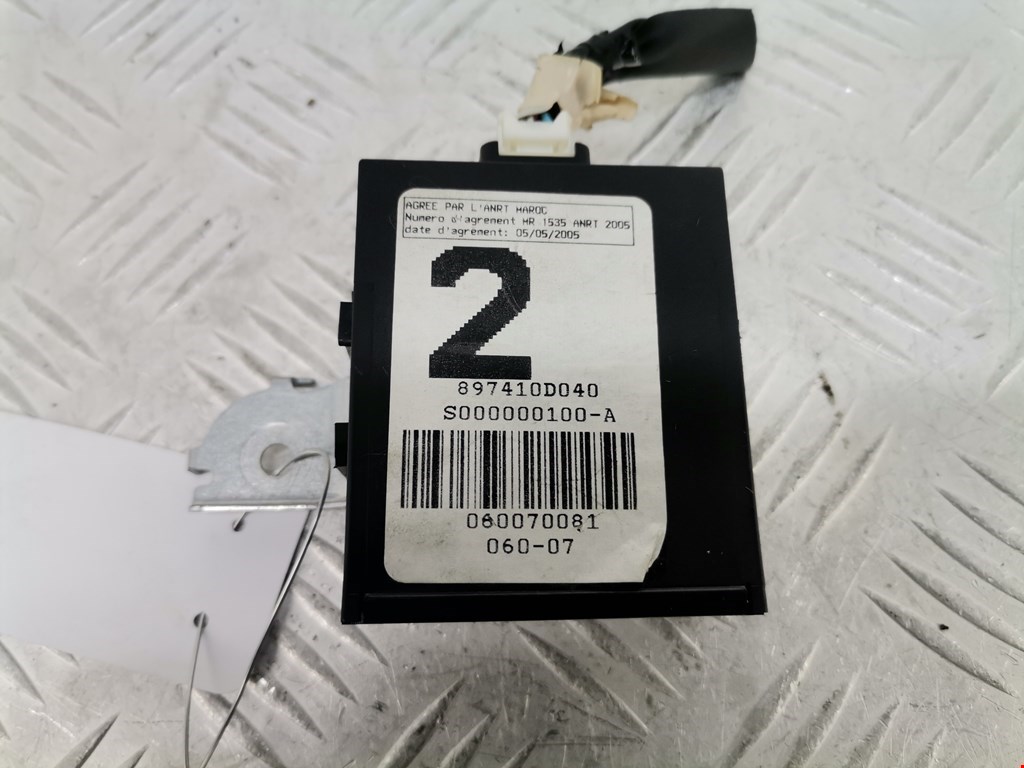 AGREE PAR L'ANRT MAROC
Numero d'agrement MR 1535 ANRT 2005
date d'agrement: 05/05/2005
2
897410D040
S000000100-A
060070081
060-07